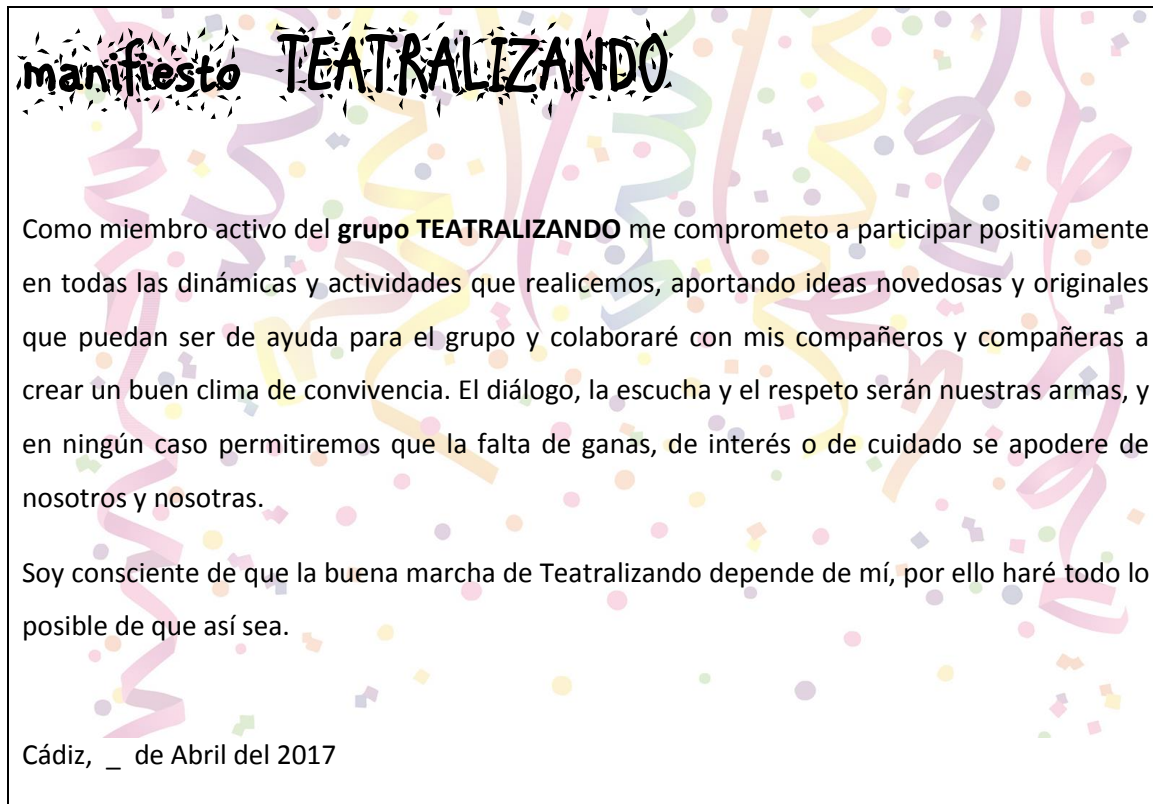 manifiesto TEATRALIZANDO
Como miembro activo del grupo TEATRALIZANDO me comprometo a participar positivamente
en todas las dinámicas y actividades que realicemos, aportando ideas novedosas y originales
que puedan ser de ayuda para el grupo y colaboraré con mis compañeros y compañeras a
crear un buen clima de convivencia. El diálogo, la escucha y el respeto serán nuestras armas, y
en ningún caso permitiremos que la falta de ganas, de interés o de cuidado se apodere de
nosotros y nosotras.
Soy consciente de que la buena marcha de Teatralizando depende de mí, por ello haré todo lo
posible de que así sea.
Cádiz, _ de Abril del 2017